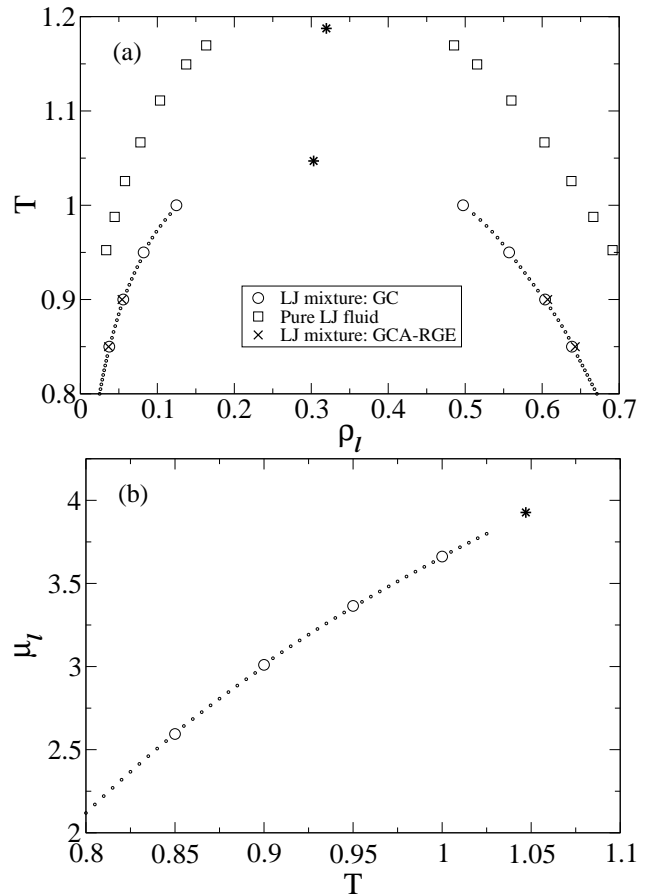 (a)
1.2
1.1
1
0.9
0.8
T
LJ mixture: GC
Pure LJ fluid
LJ mixture: GCA-RGE
0 0.1 0.2 0.3 0.4 0.5 0.6 0.7
ρl
(b)
4
3.5
3
2.5
2
μl
0.8 0.85 0.9 0.95 1 1.05 1.1
T